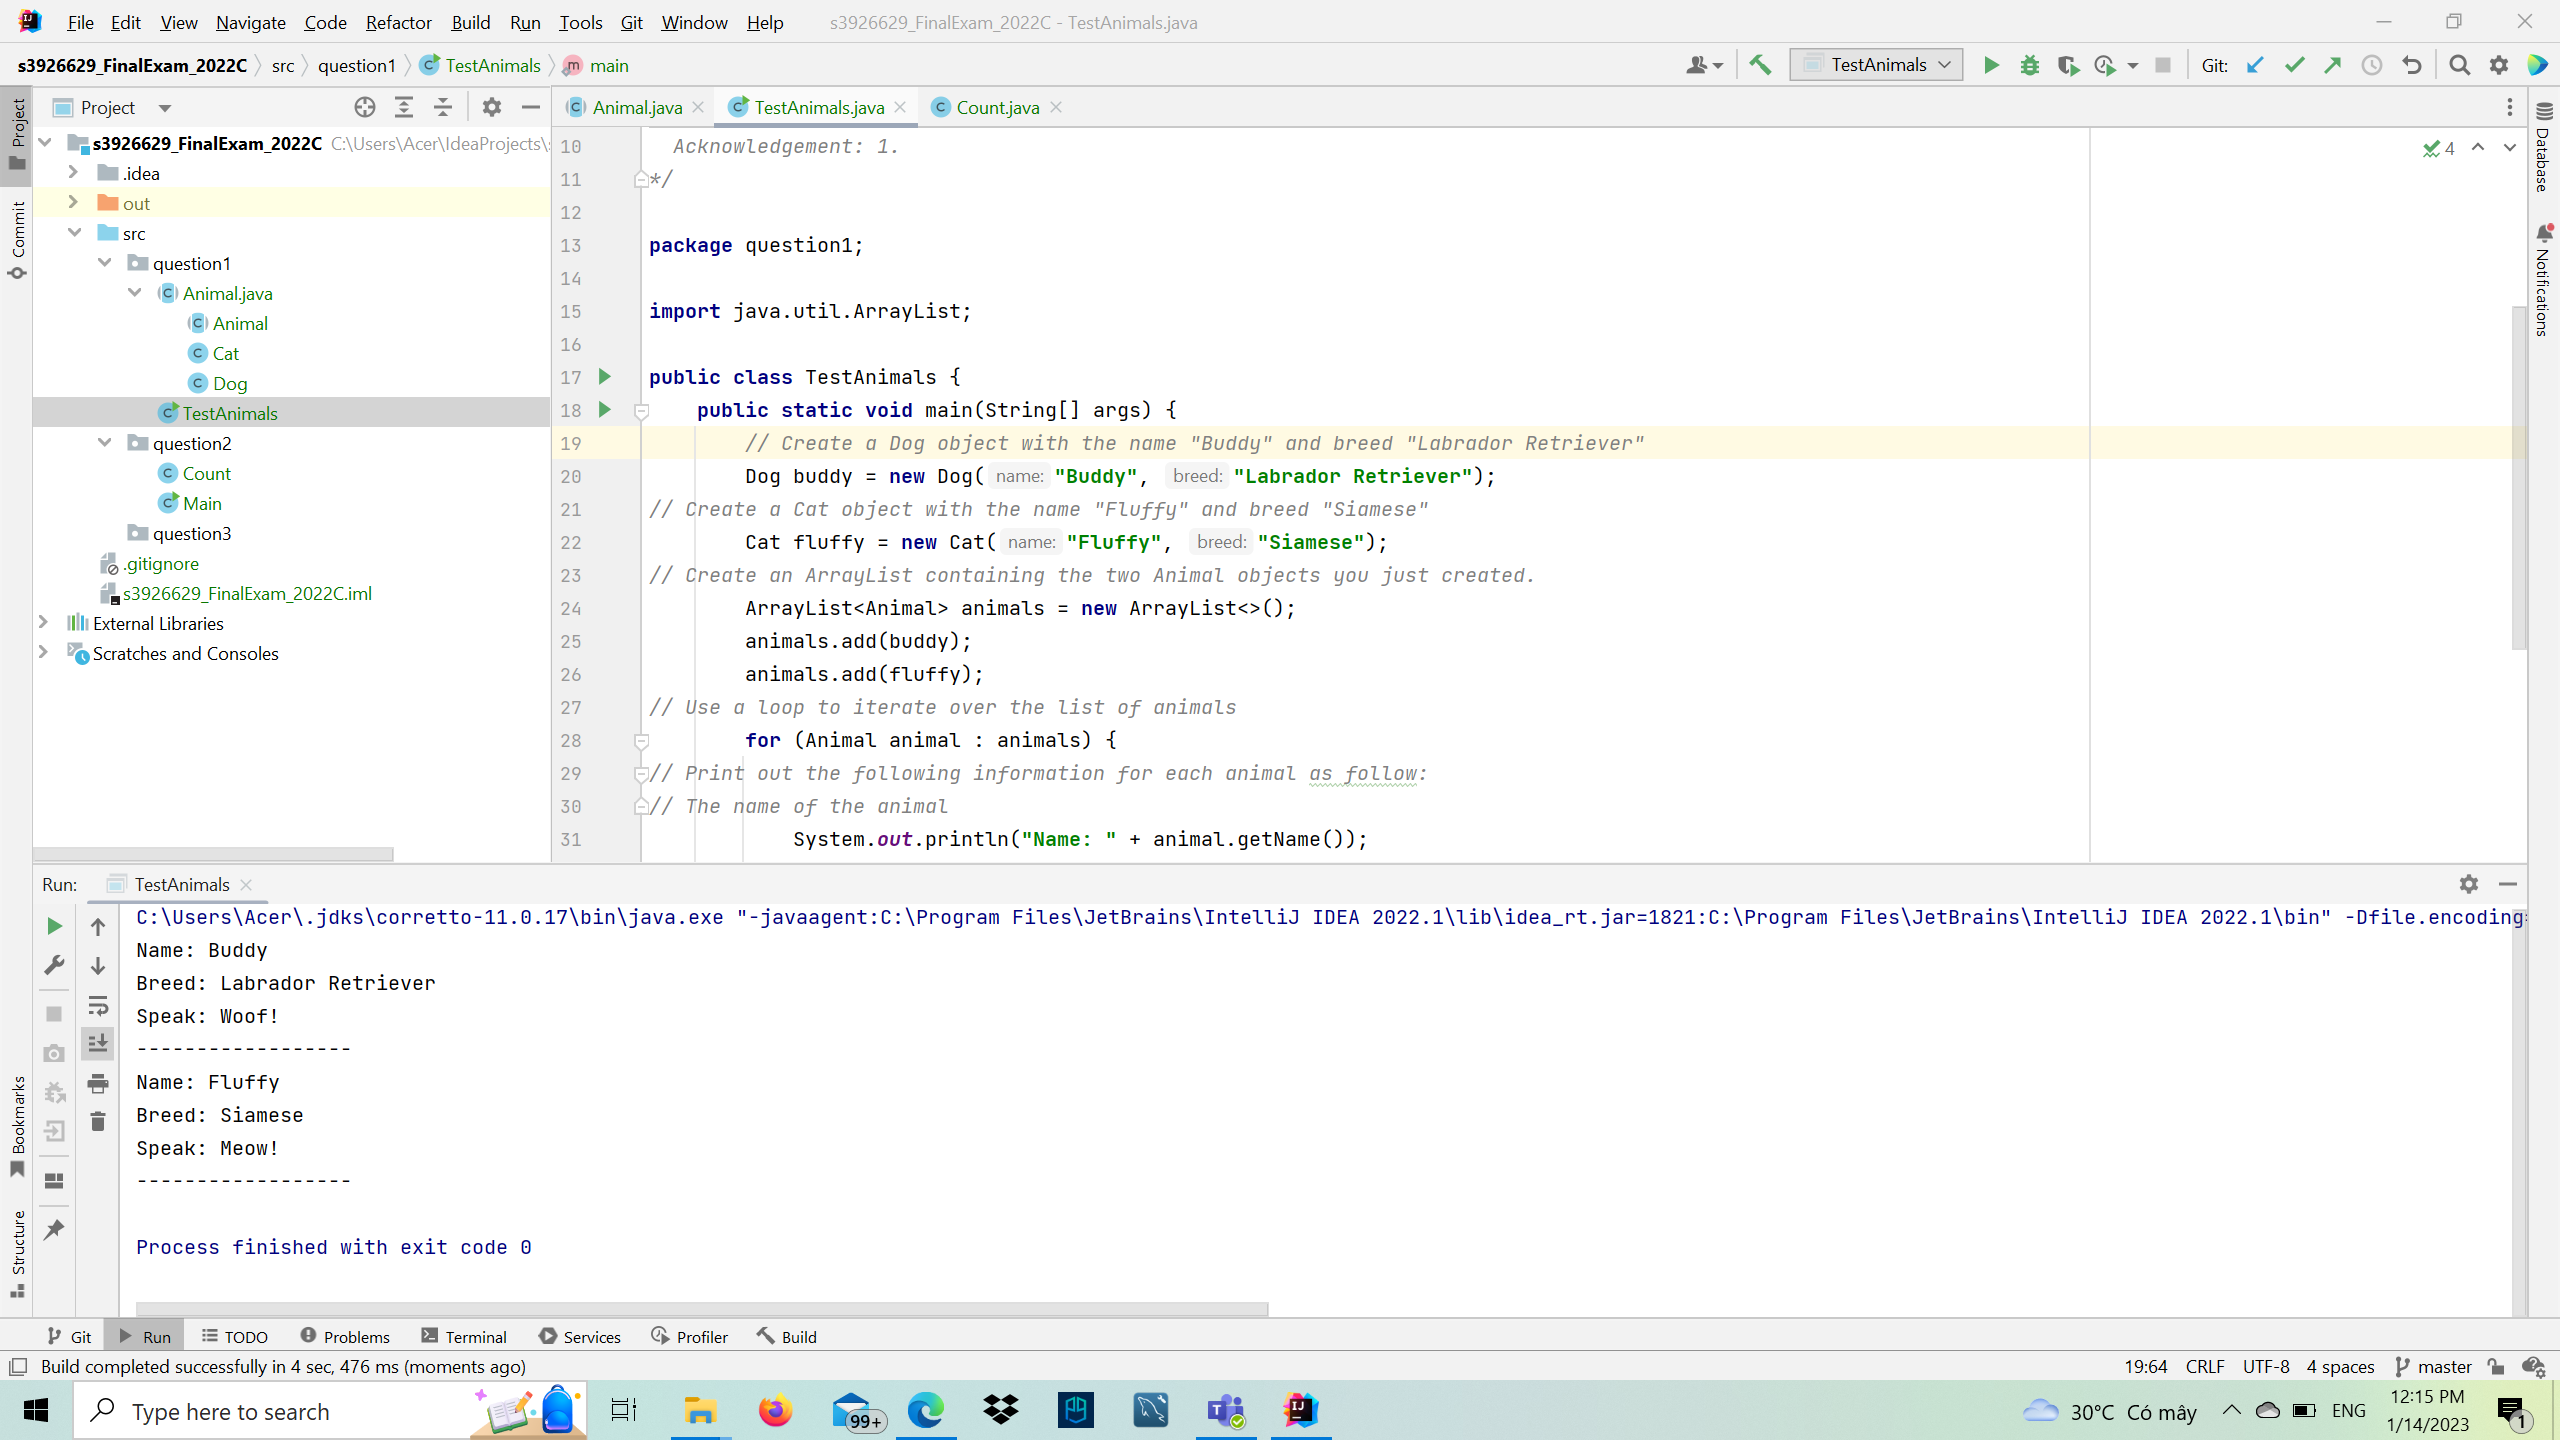 File Edit View Navigate Code Refactor Build Run Tools Git Window Help s3926629_FinalExam_2022C - TestAnimals.java
s3926629_FinalExam_2022C src question1 TestAnimals main TestAnimals Git:
Project
Animal.java TestAnimals.java Count.java
Project
Commit
Bookmarks
Structure
s3926629_FinalExam_2022C C:\Users\Acer\IdeaProjects\
.idea
out
src
question1
Animal.java
Animal
Cat
Dog
TestAnimals
question2
Count
Main
question3
.gitignore
s3926629_FinalExam_2022C.iml
External Libraries
Scratches and Consoles
4
Database
Notifications
10 Acknowledgement: 1.
11 */
12
13 package question1;
14
15 import java.util.ArrayList;
16
17 public class TestAnimals {
18 public static void main(String[] args) {
19 // Create a Dog object with the name "Buddy" and breed "Labrador Retriever"
20 Dog buddy = new Dog( name: "Buddy", breed: "Labrador Retriever");
21 // Create a Cat object with the name "Fluffy" and breed "Siamese"
22 Cat fluffy = new Cat( name: "Fluffy", breed: "Siamese");
23 // Create an ArrayList containing the two Animal objects you just created.
24 ArrayList<Animal> animals = new ArrayList<>();
25 animals.add(buddy);
26 animals.add(fluffy);
27 // Use a loop to iterate over the list of animals
28 for (Animal animal : animals) {
29 // Print out the following information for each animal as follow:
30 // The name of the animal
31 System.out.println("Name: " + animal.getName());
Run: TestAnimals
C:\Users\Acer\.jdks\corretto-11.0.17\bin\java.exe "-javaagent:C:\Program Files\JetBrains\IntelliJ IDEA 2022.1\lib\idea_rt.jar=1821:C:\Program Files\JetBrains\IntelliJ IDEA 2022.1\bin" -Dfile.encoding=
Name: Buddy
Breed: Labrador Retriever
Speak: Woof!
------------------
Name: Fluffy
Breed: Siamese
Speak: Meow!
------------------
Process finished with exit code 0
Git Run TODO Problems Terminal Services Profiler Build
Build completed successfully in 4 sec, 476 ms (moments ago) 19:64 CRLF UTF-8 4 spaces master
Type here to search 99+ 30°C Có mây ENG 12:15 PM
1/14/2023 1